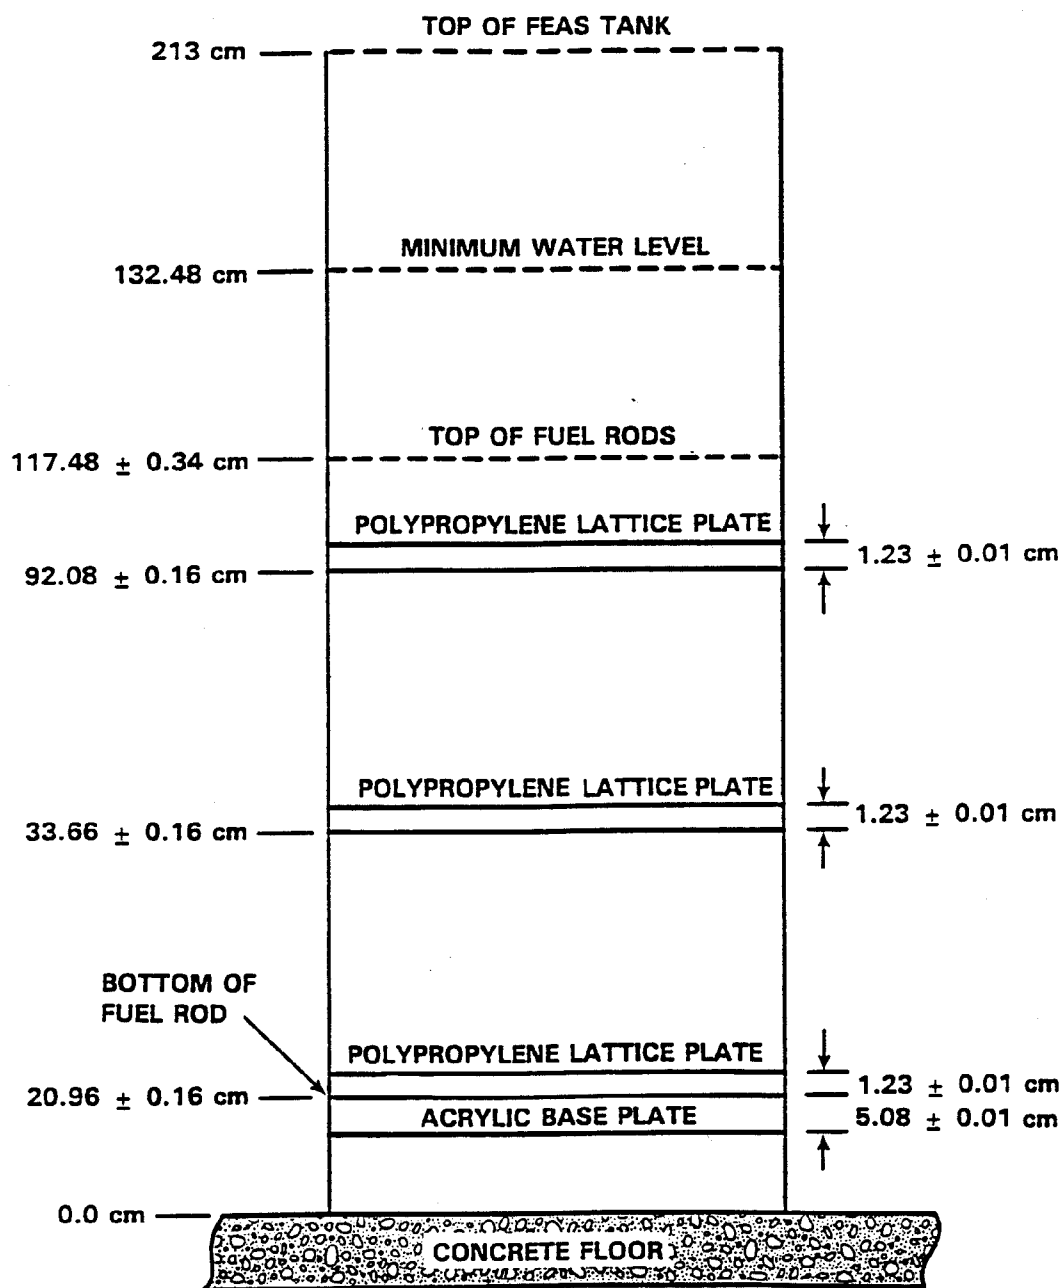 TOP OF FEAS TANK
213 cm
MINIMUM WATER LEVEL
132.48 cm
TOP OF FUEL RODS
117.48 ± 0.34 cm
POLYPROPYLENE LATTICE PLATE
92.08 ± 0.16 cm
1.23 ± 0.01 cm
POLYPROPYLENE LATTICE PLATE
33.66 ± 0.16 cm
1.23 ± 0.01 cm
BOTTOM OF
FUEL ROD
POLYPROPYLENE LATTICE PLATE
20.96 ± 0.16 cm
1.23 ± 0.01 cm
ACRYLIC BASE PLATE
5.08 ± 0.01 cm
0.0 cm
CONCRETE FLOOR